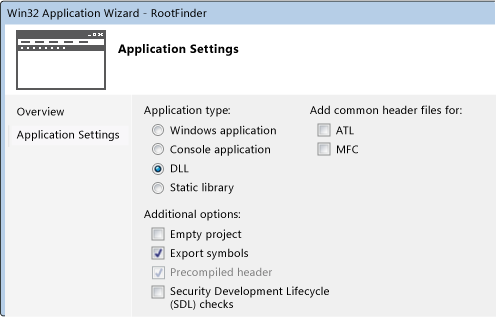 Win32 Application Wizard - RootFinder
Application Settings
Overview
Application Settings
Application type:
Windows application
Console application
DLL
Static library
Add common header files for:
ATL
MFC
Additional options:
Empty project
Export symbols
Precompiled header
Security Development Lifecycle
(SDL) checks